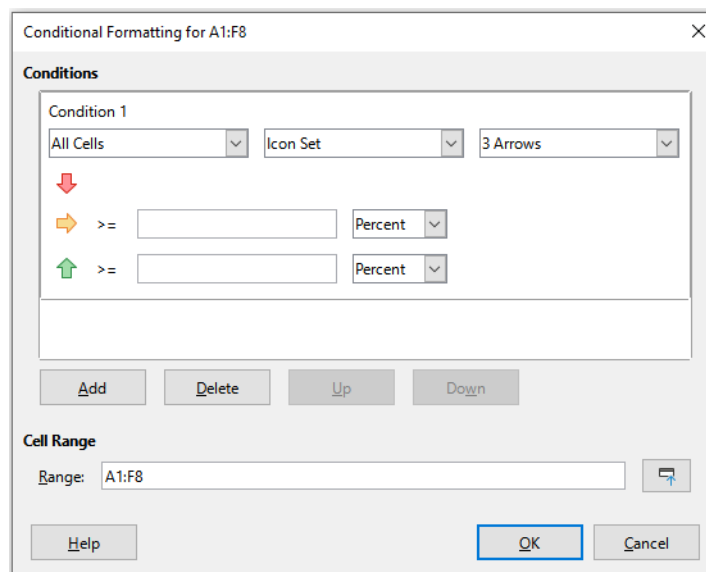 Conditional Formatting for A1:F8
Conditions
Condition 1
All Cells Icon Set 3 Arrows
>= Percent
>= Percent
Add Delete Up Down
Cell Range
Range: A1:F8
Help OK Cancel